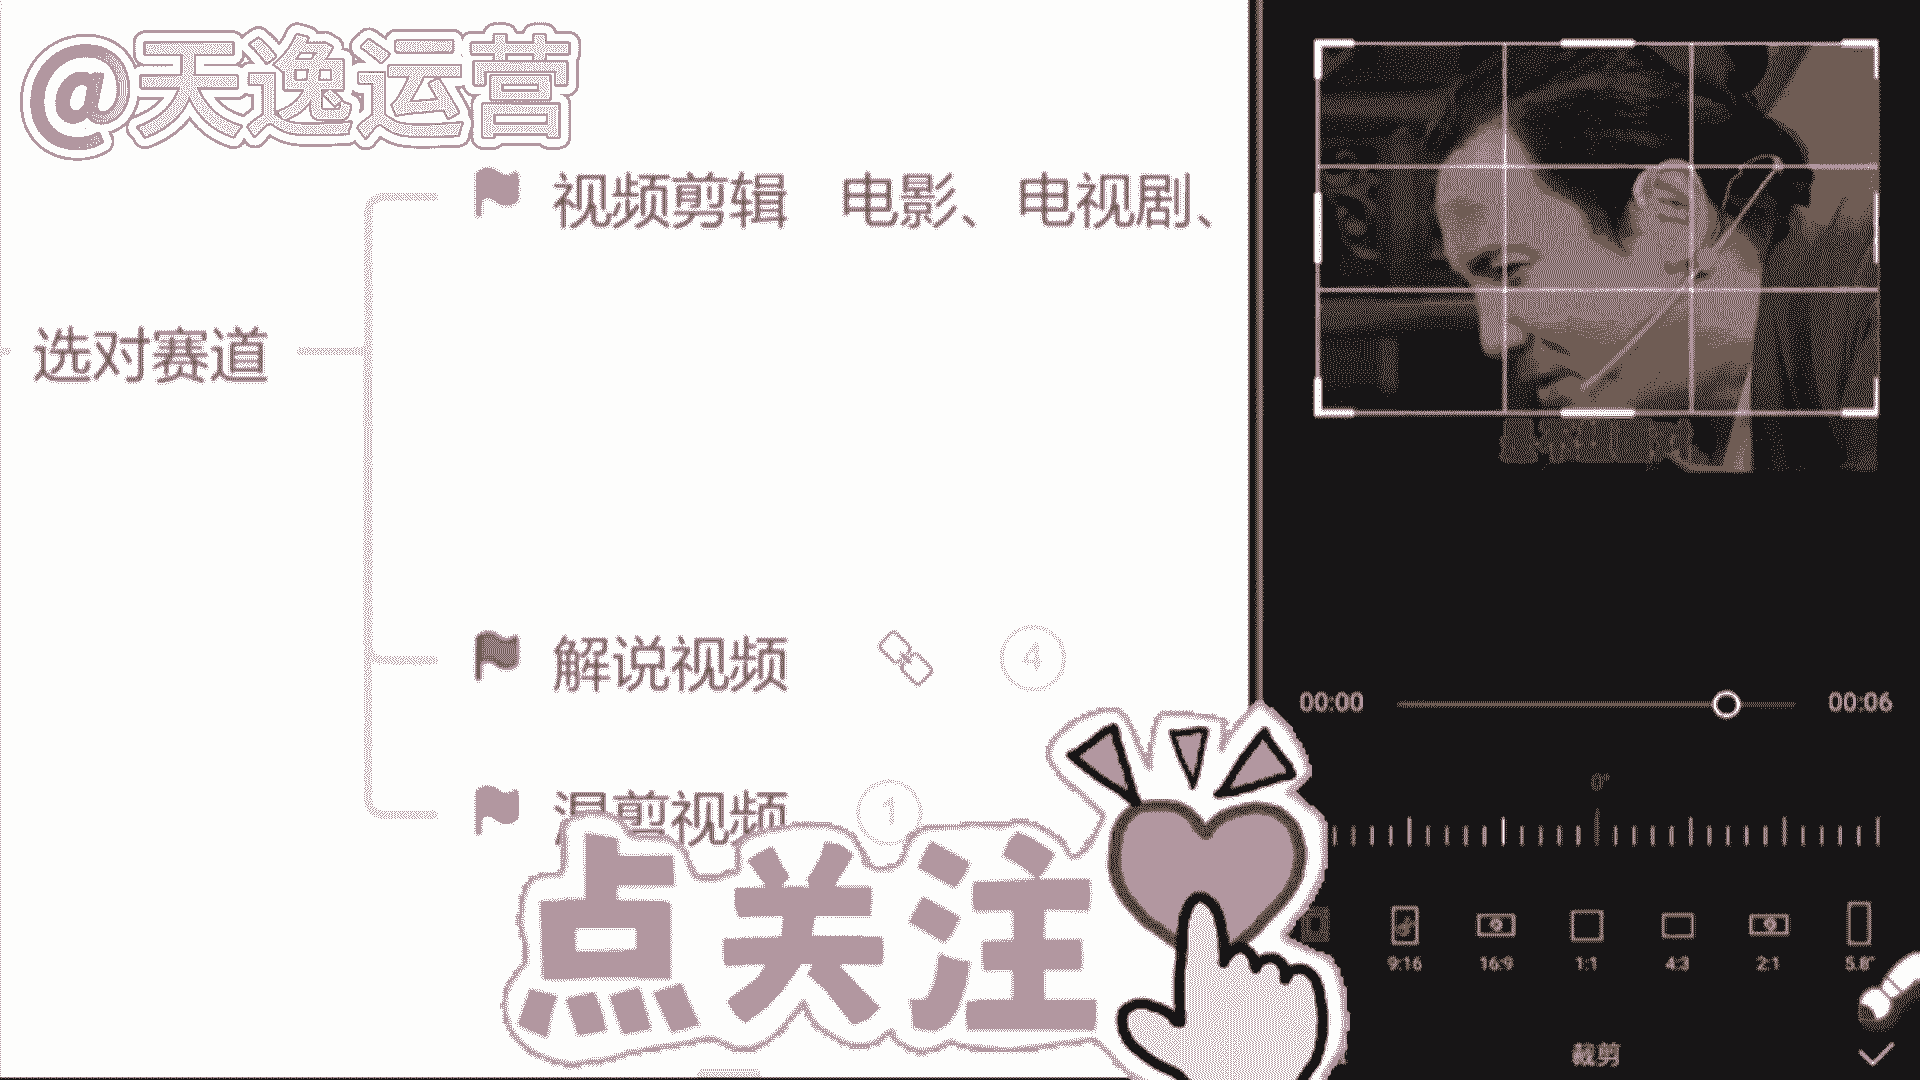 @天逸运营
视频剪辑 电影、电视剧、
选对赛道
解说视频 4
混剪视频 1
点关注
00:00 00:06
0°
9:16 16:9 1:1 4:3 2:1 5.8"
裁剪